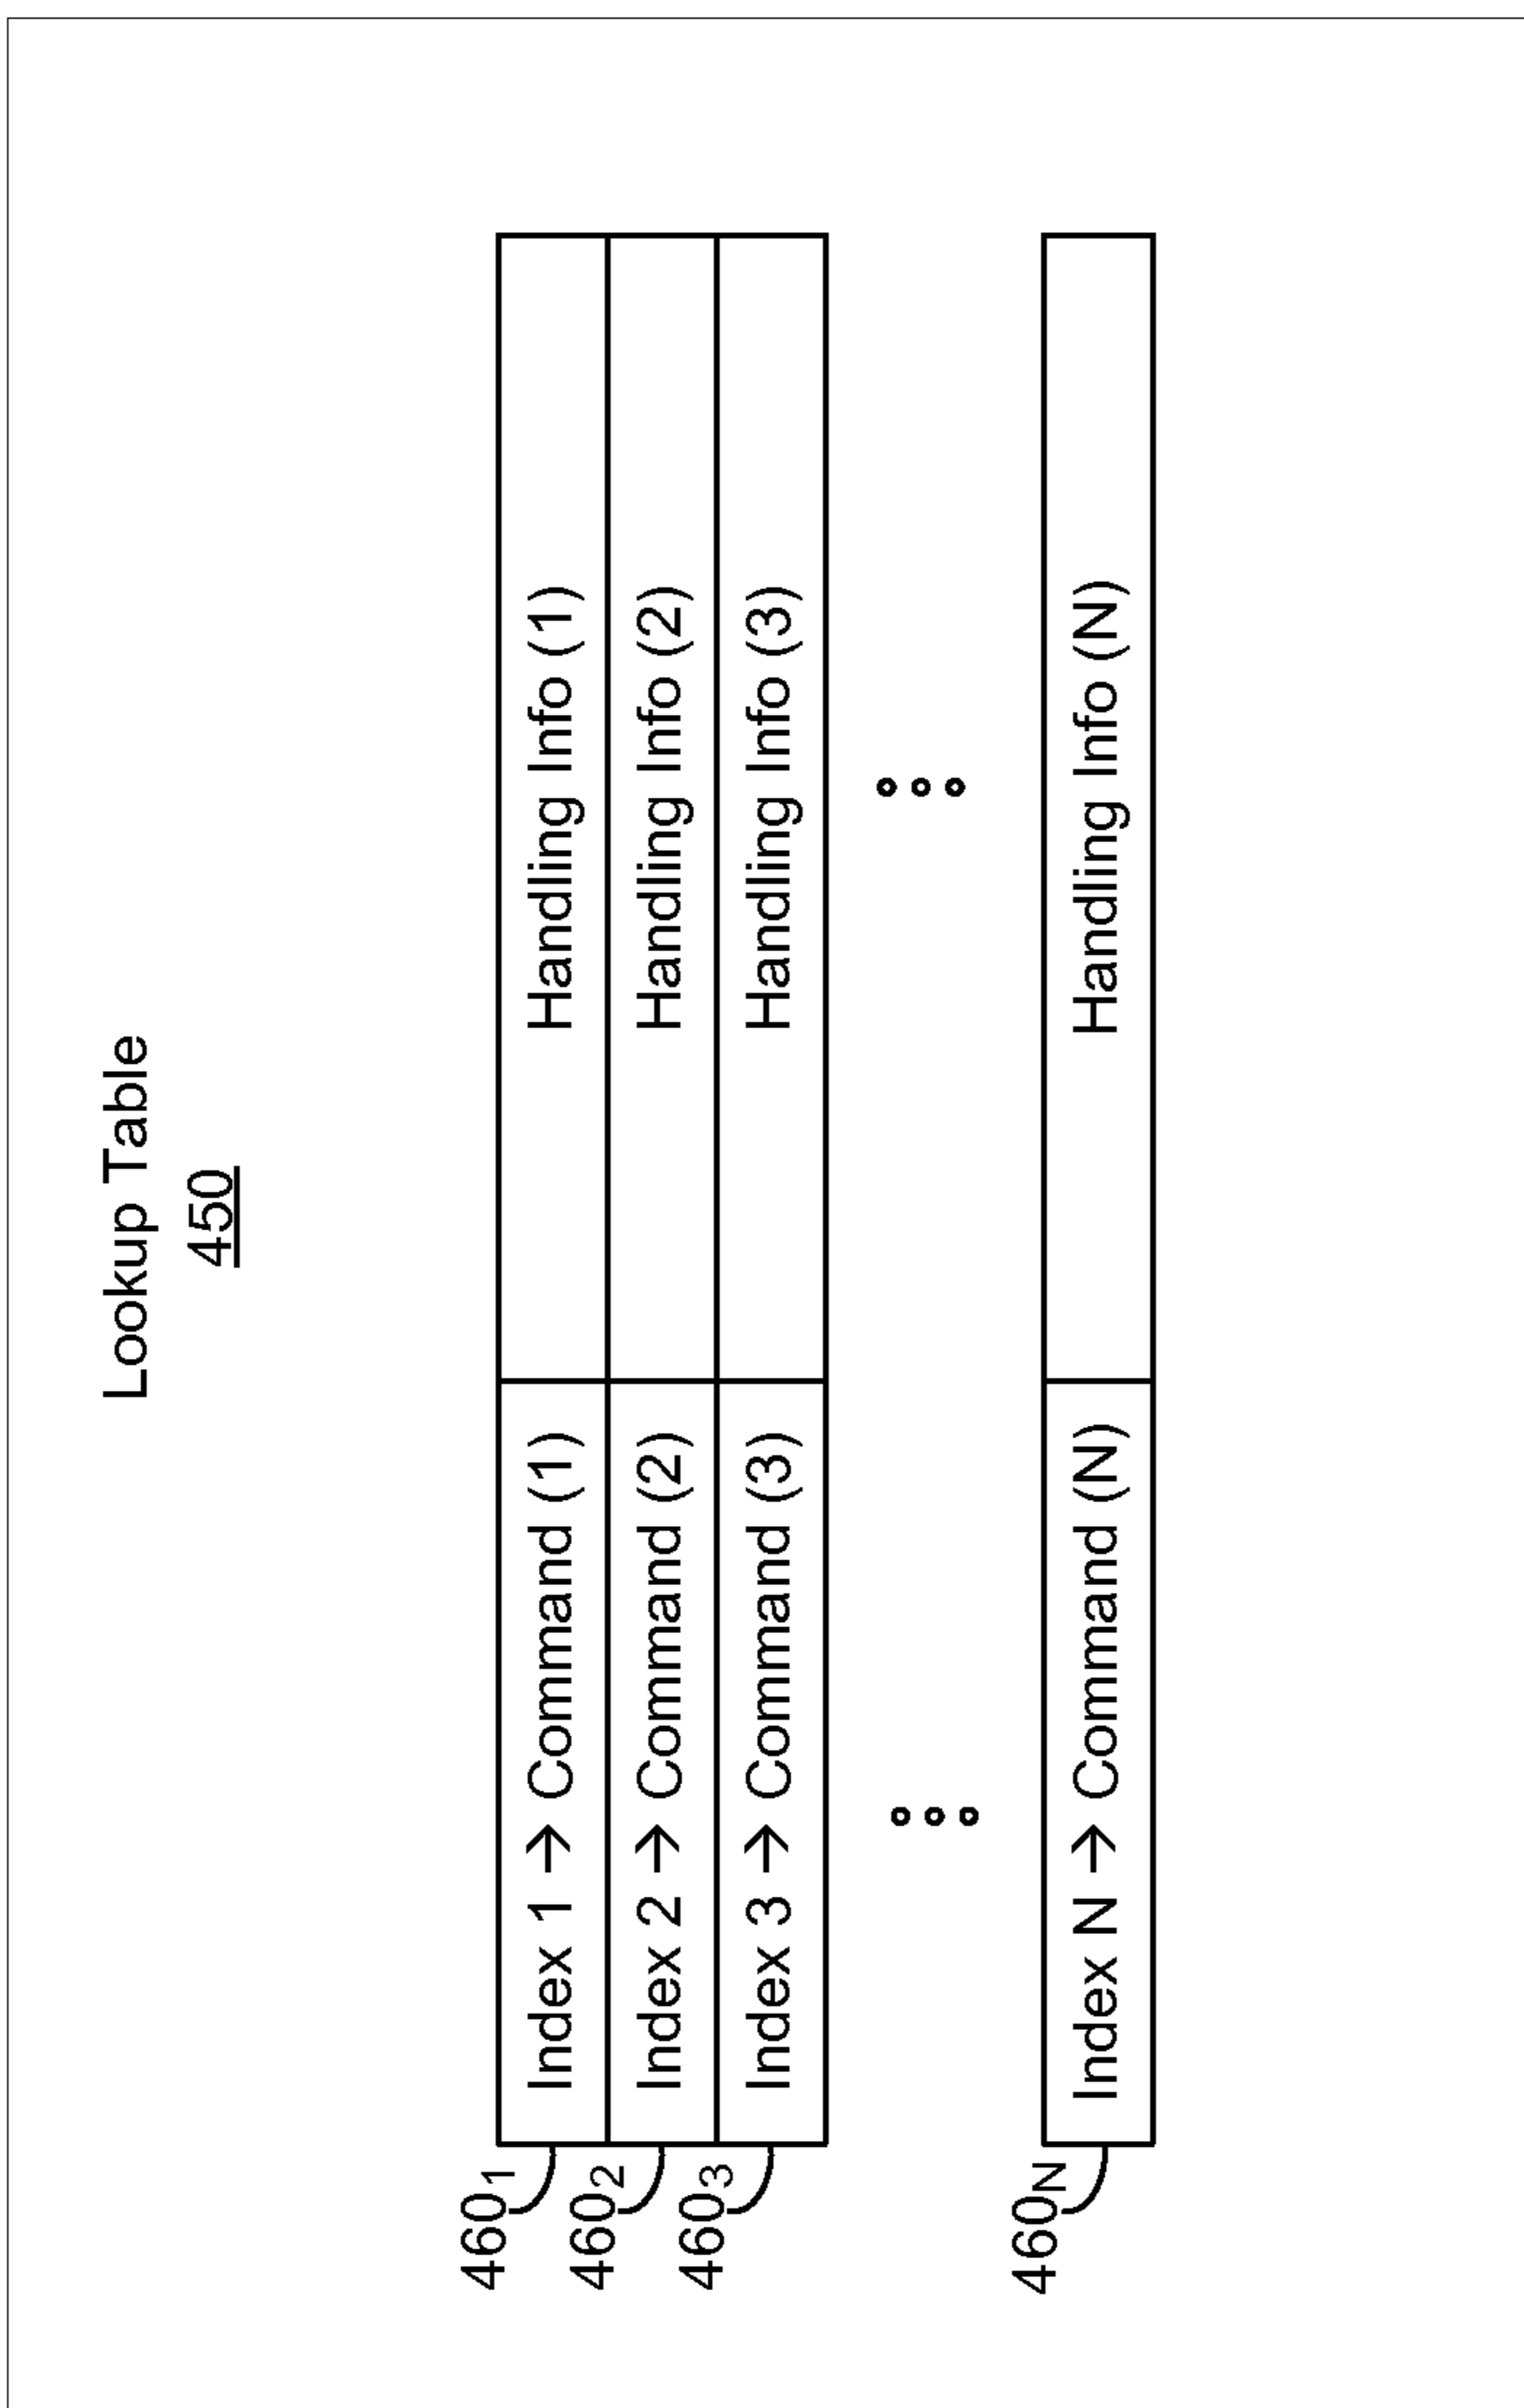 Lookup Table
450
460₁ Index 1 → Command (1) Handling Info (1)
460₂ Index 2 → Command (2) Handling Info (2)
460₃ Index 3 → Command (3) Handling Info (3)
460N Index N → Command (N) Handling Info (N)